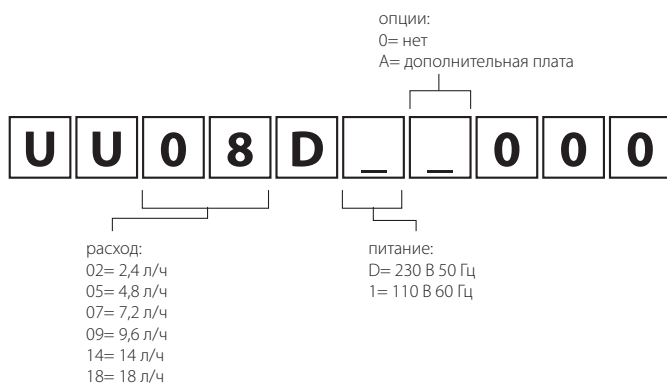 опции:
0= нет
A= дополнительная плата
U U 0 8 D _ _ 0 0 0
расход:
02= 2,4 л/ч
05= 4,8 л/ч
07= 7,2 л/ч
09= 9,6 л/ч
14= 14 л/ч
18= 18 л/ч
питание:
D= 230 В 50 Гц
1= 110 В 60 Гц